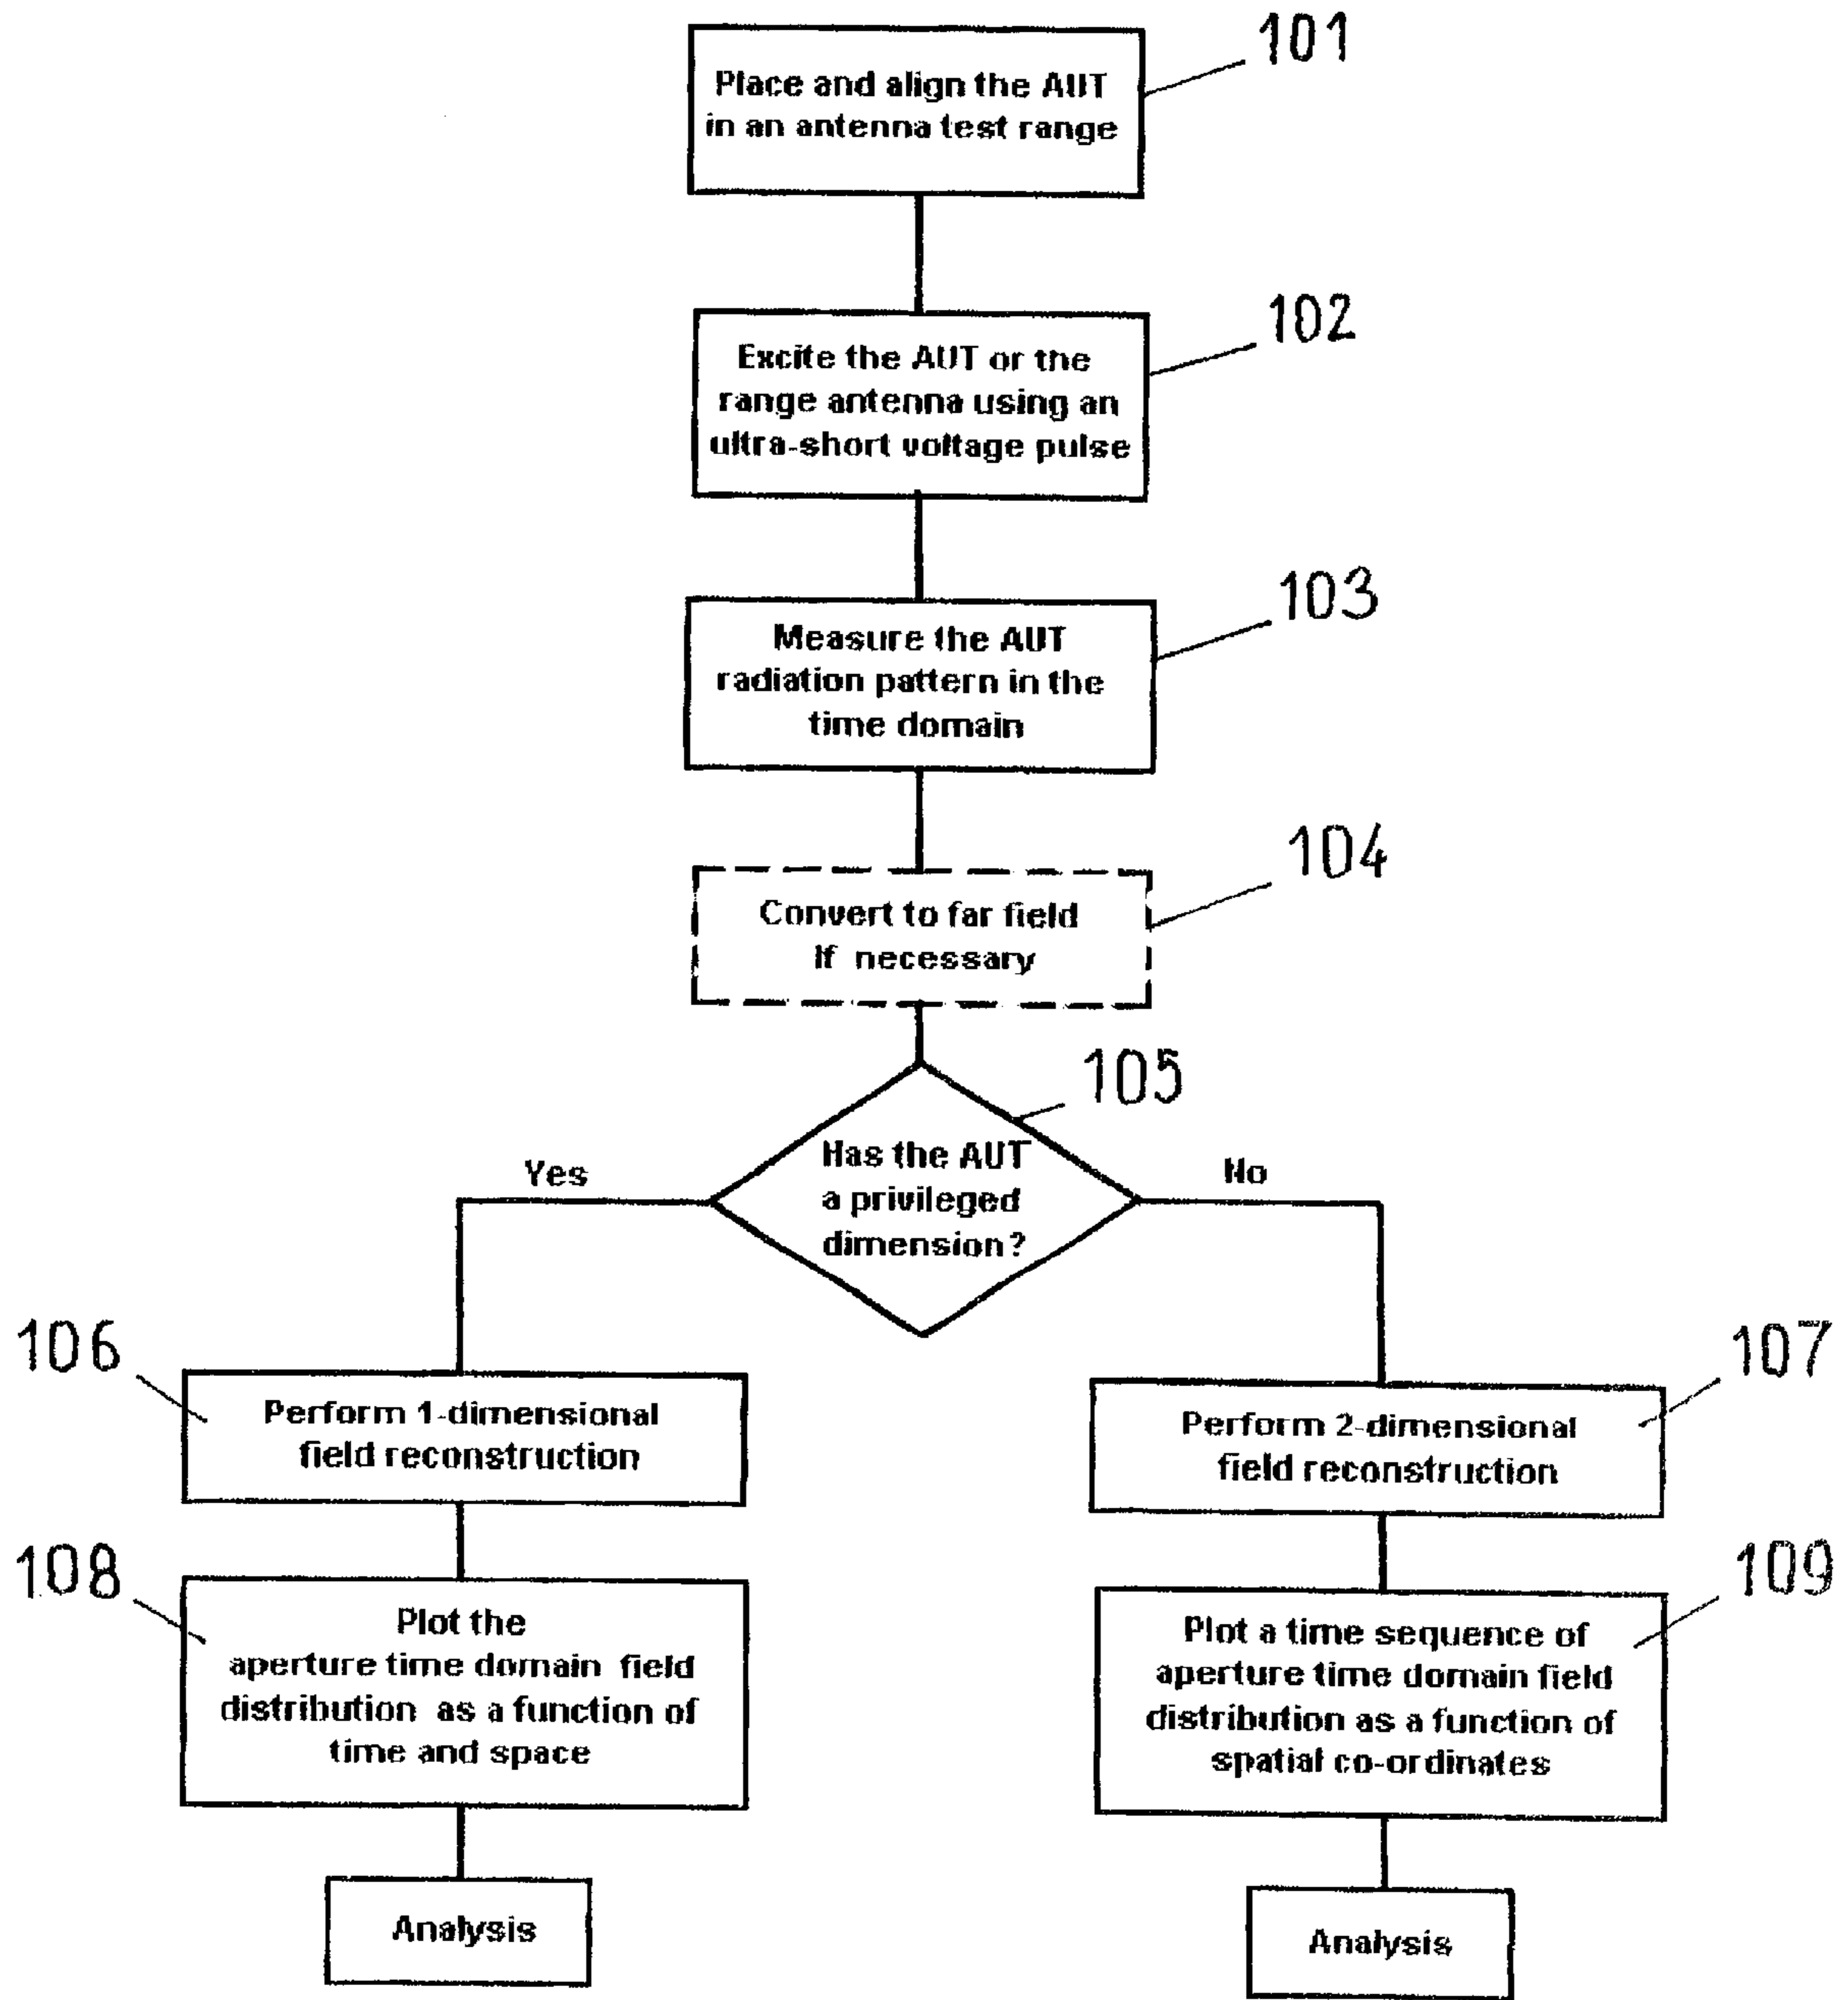 101
Place and align the AUT
in an antenna test range
102
Excite the AUT or the
range antenna using an
ultra-short voltage pulse
103
Measure the AUT
radiation pattern in the
time domain
104
Convert to far field
If necessary
105
Has the AUT
a privileged
dimension?
Yes
No
106
Perform 1-dimensional
field reconstruction
107
Perform 2-dimensional
field reconstruction
108
Plot the
aperture time domain field
distribution as a function of
time and space
109
Plot a time sequence of
aperture time domain field
distribution as a function of
spatial co-ordinates
Analysis
Analysis